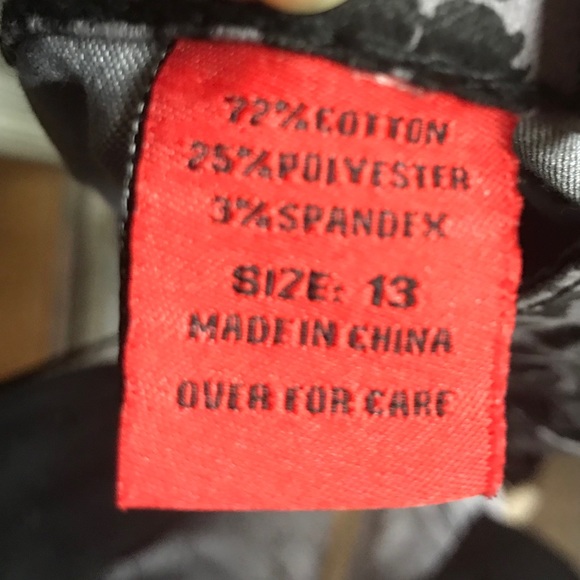 72% COTTON
25% POLYESTER
3% SPANDEX
SIZE: 13
MADE IN CHINA
OVER FOR CARE